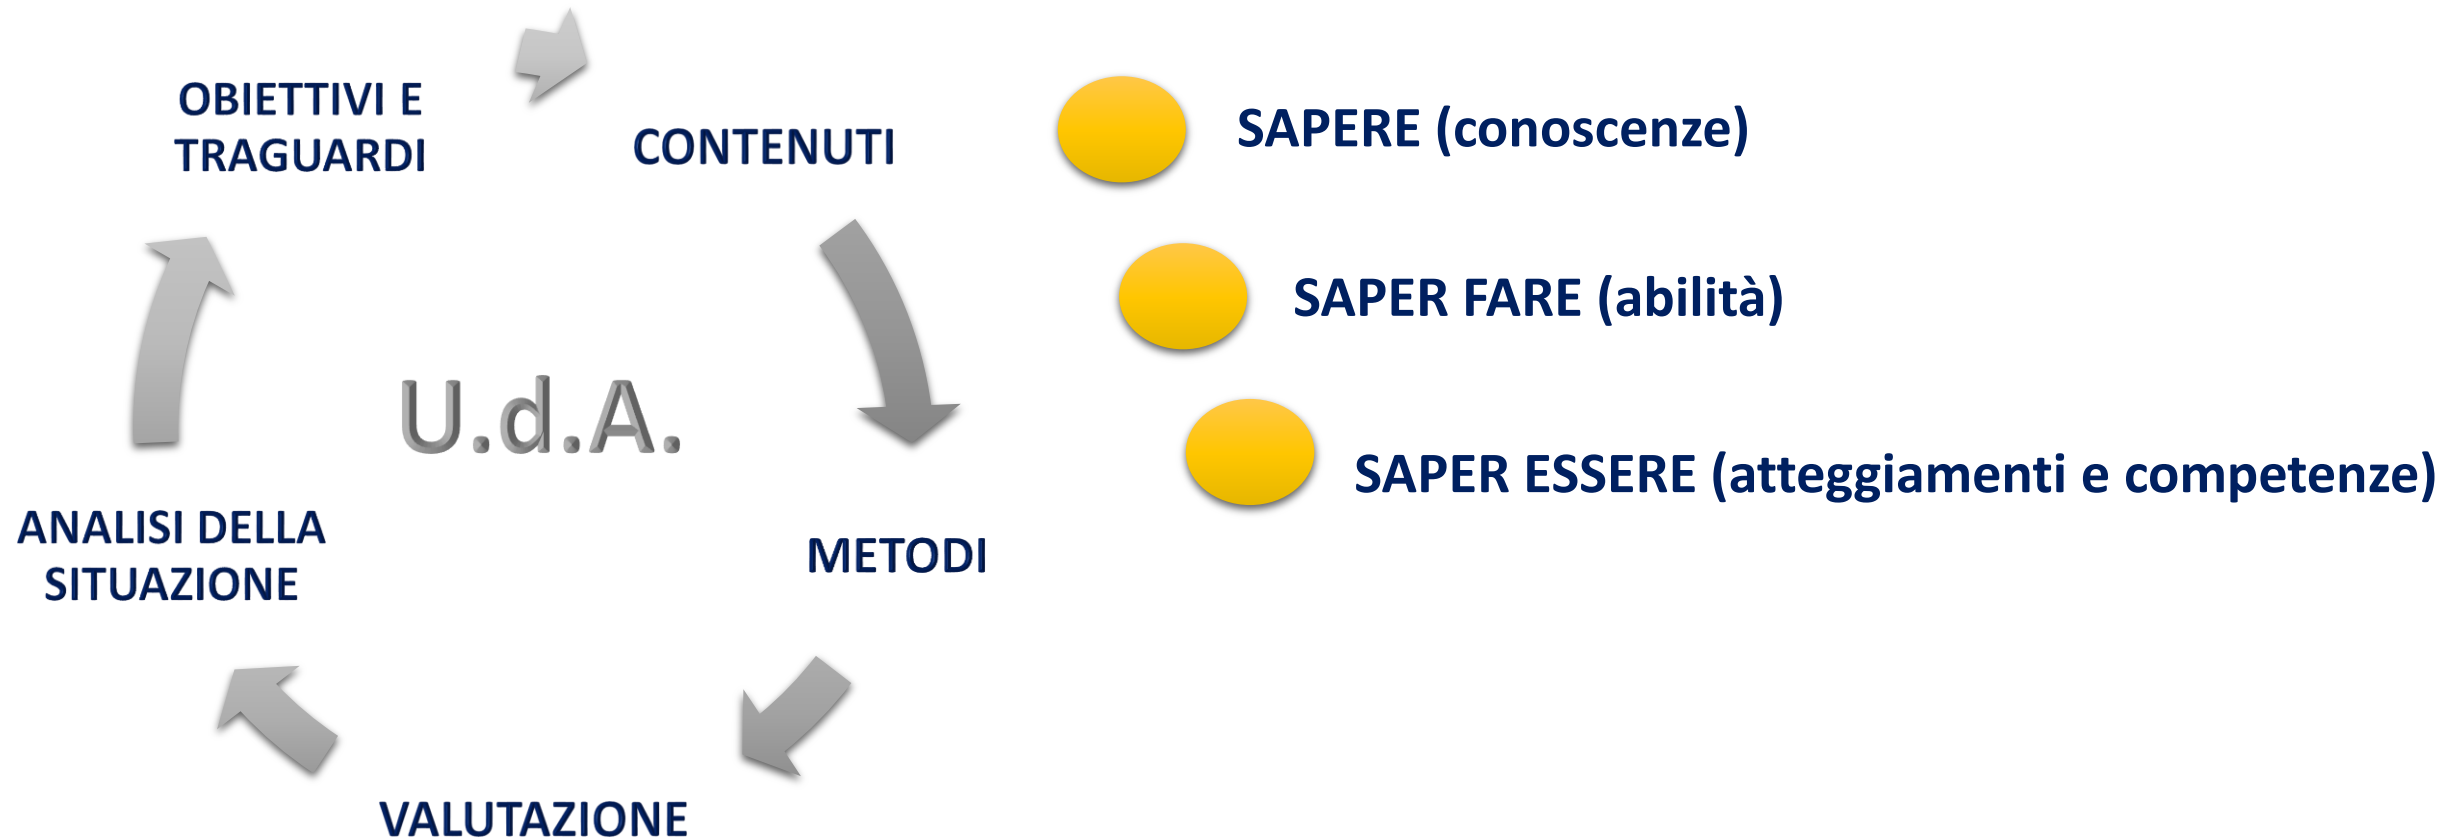 OBIETTIVI E
TRAGUARDI
CONTENUTI
SAPERE (conoscenze)
SAPER FARE (abilità)
U.d.A.
SAPER ESSERE (atteggiamenti e competenze)
ANALISI DELLA
SITUAZIONE
METODI
VALUTAZIONE